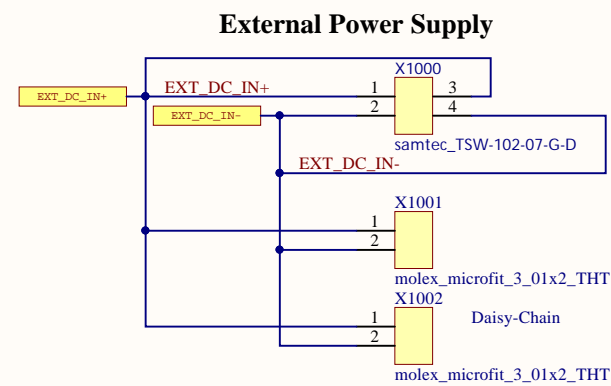 External Power Supply
X1000
EXT_DC_IN+
EXT_DC_IN+
1
3
EXT_DC_IN-
2
4
samtec_TSW-102-07-G-D
EXT_DC_IN-
X1001
1
2
molex_microfit_3_01x2_THT
X1002
1
Daisy-Chain
2
molex_microfit_3_01x2_THT